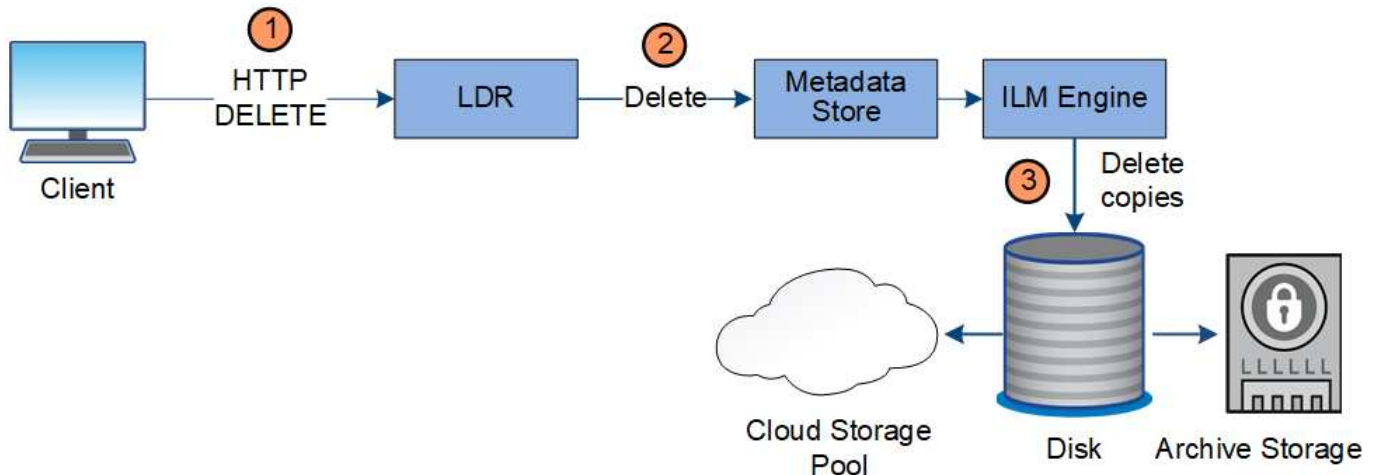 1
HTTP
DELETE
2
Delete
LDR
Metadata
Store
ILM Engine
Client
3
Delete
copies
LLLLLL
Cloud Storage
Pool
Disk
Archive Storage